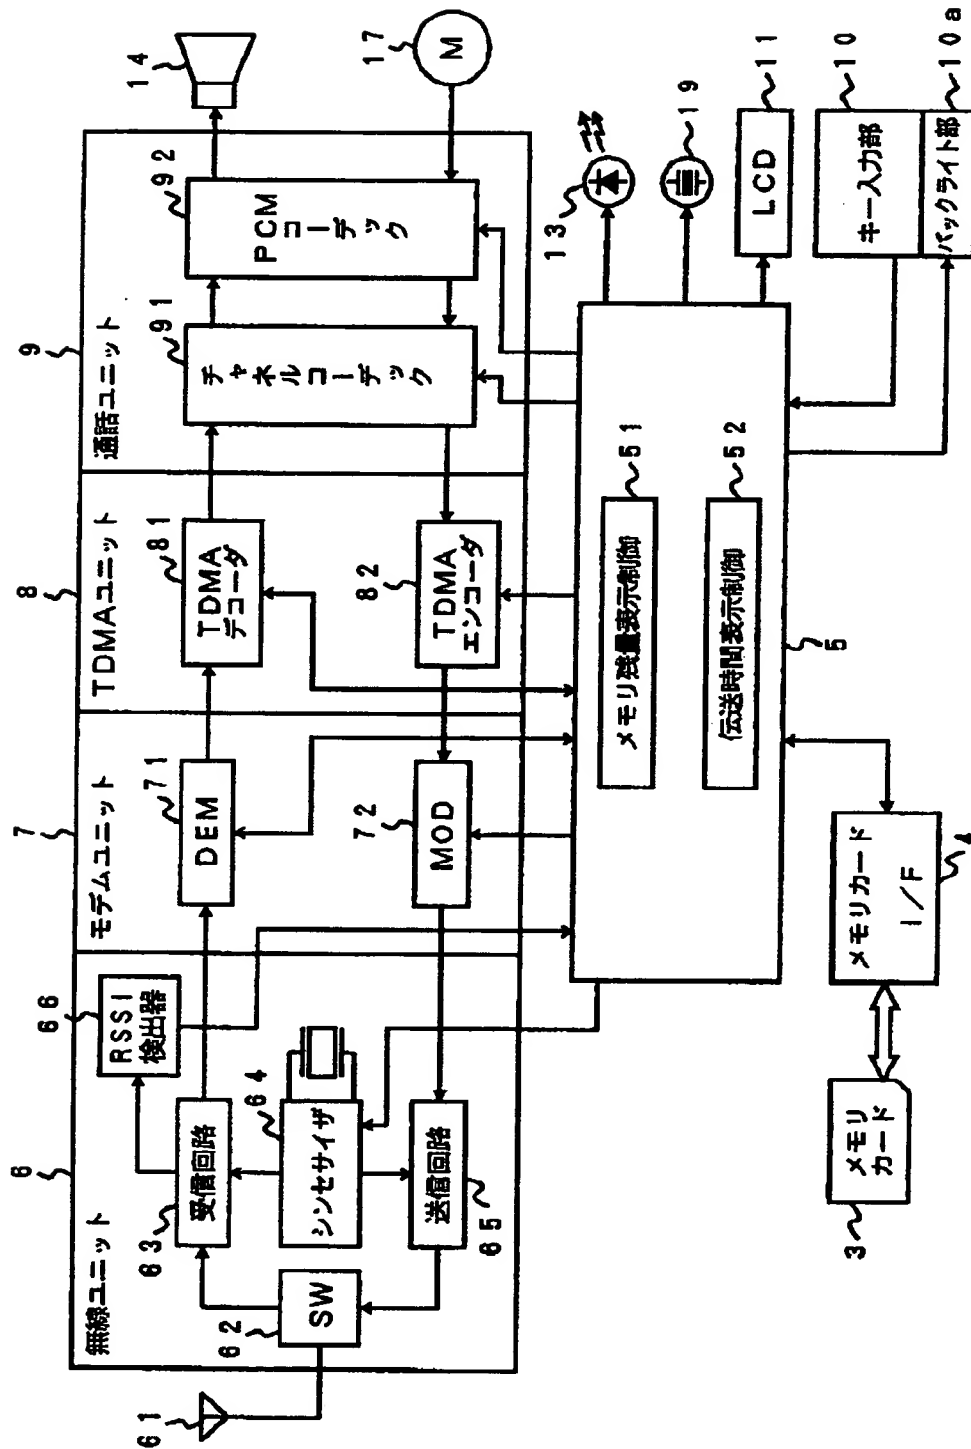 6
無線ユニット
61
62
SW
63
受信回路
64
シンセサイザ
65
送信回路
66
RSSI
検出器
7
モデムユニット
71
DEM
72
MOD
8
TDMAユニット
81
TDMA
デコーダ
82
TDMA
エンコーダ
9
通話ユニット
91
チャネルコーデック
92
PCM
コーデック
14
17
M
13
19
LCD
11
キー入力部
10
バックライト部
10a
メモリ残量表示制御
51
伝送時間表示制御
52
5
メモリカード
I/F
4
メモリ
カード
3